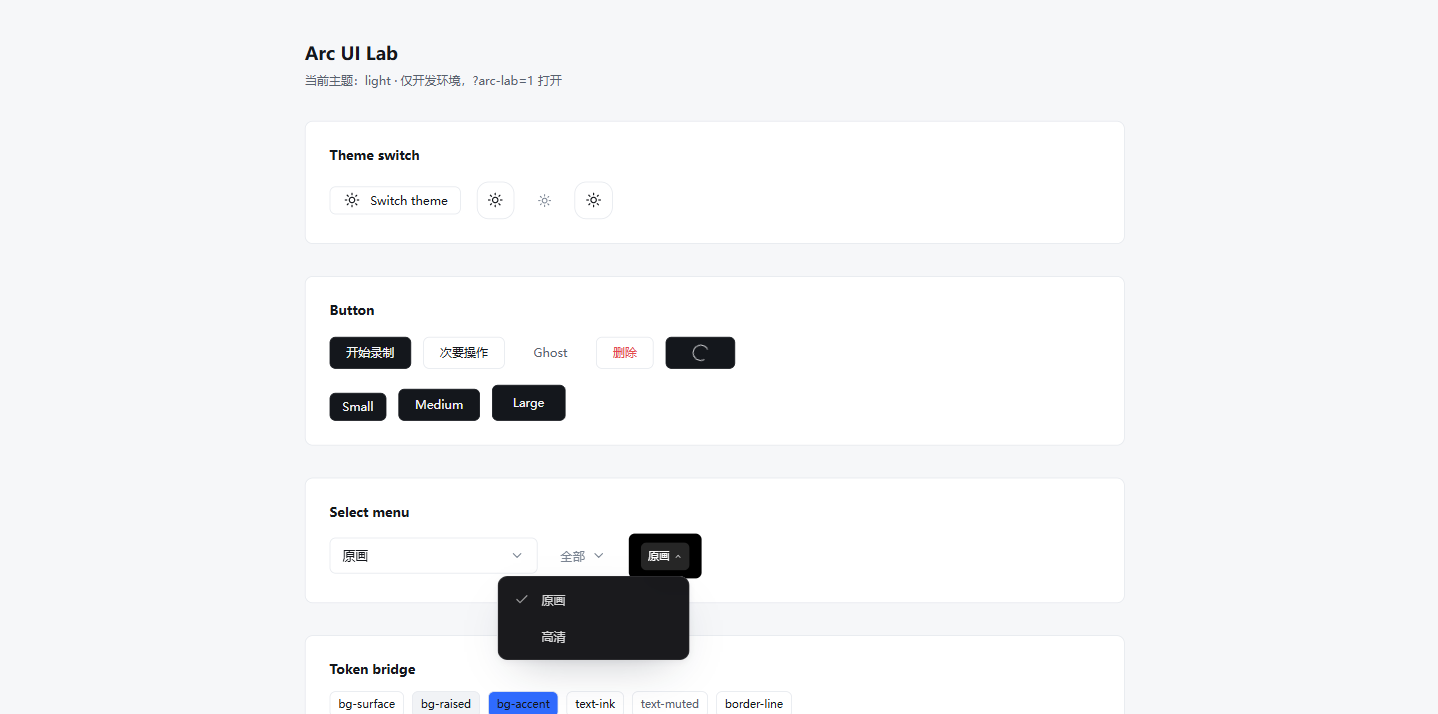 Arc UI Lab
当前主题：light · 仅开发环境，?arc-lab=1 打开
Theme switch
Switch theme
Button
开始录制 次要操作 Ghost 删除
Small Medium Large
Select menu
原画 全部 原画
原画
高清
Token bridge
bg-surface bg-raised bg-accent text-ink text-muted border-line